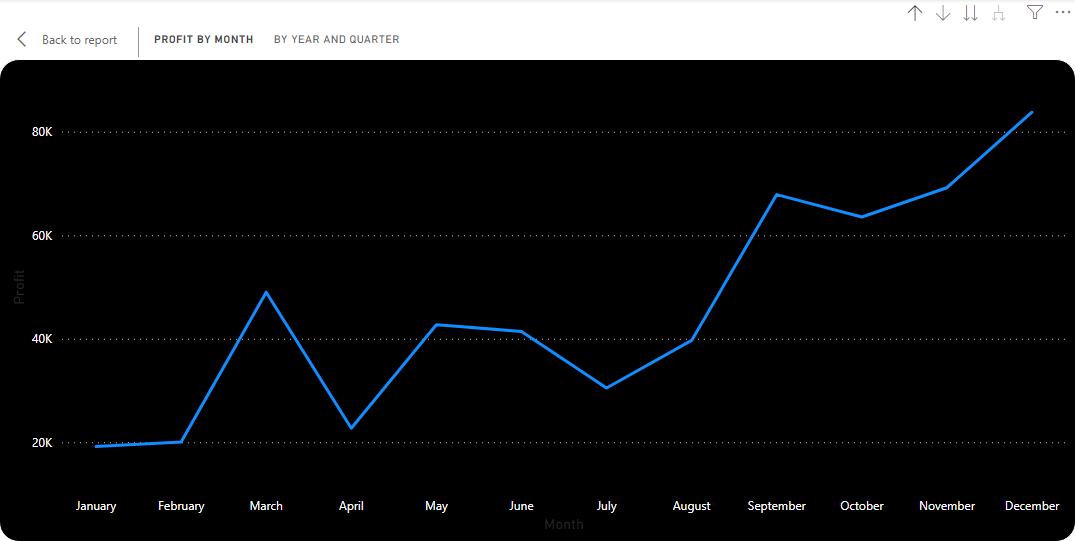 Back to report
PROFIT BY MONTH
BY YEAR AND QUARTER
80K
60K
Profit
40K
20K
January February March April May June July August September October November December
Month